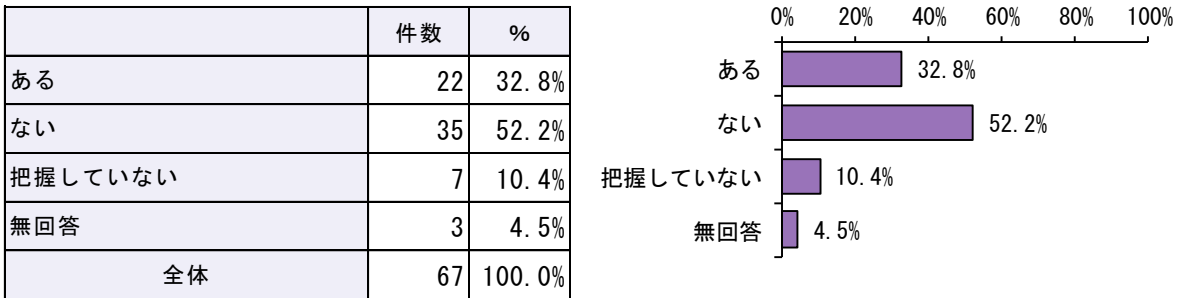 件数 %
ある 22 32.8%
ない 35 52.2%
把握していない 7 10.4%
無回答 3 4.5%
全体 67 100.0%
0% 20% 40% 60% 80% 100%
ある 32.8%
ない 52.2%
把握していない 10.4%
無回答 4.5%